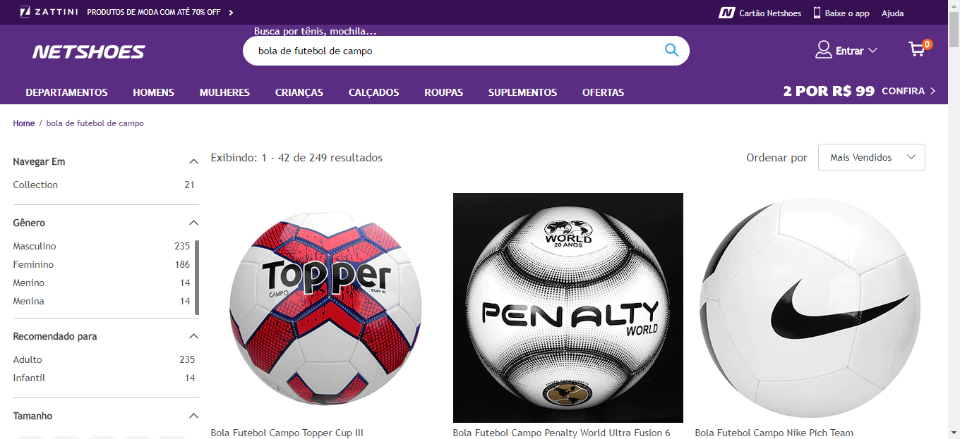 ZATTINI PRODUTOS DE MODA COM ATÉ 70% OFF
Cartão Netshoes Baixe o app Ajuda
Busca por tênis, mochila...
NETSHOES
bola de futebol de campo
Entrar
0
DEPARTAMENTOS HOMENS MULHERES CRIANÇAS CALÇADOS ROUPAS SUPLEMENTOS OFERTAS
2 POR R$ 99 CONFIRA
Home / bola de futebol de campo
Navegar Em
Collection 21
Gênero
Masculino 235
Feminino 186
Menino 14
Menina 14
Recomendado para
Adulto 235
Infantil 14
Tamanho
Exibindo: 1 - 42 de 249 resultados
Ordenar por Mais Vendidos
Topper
CAMPO CUP III
Bola Futebol Campo Topper Cup III
WORLD
20 ANOS
PENALTY
WORLD
Bola Futebol Campo Penalty World Ultra Fusion 6
Bola Futebol Campo Nike Pich Team